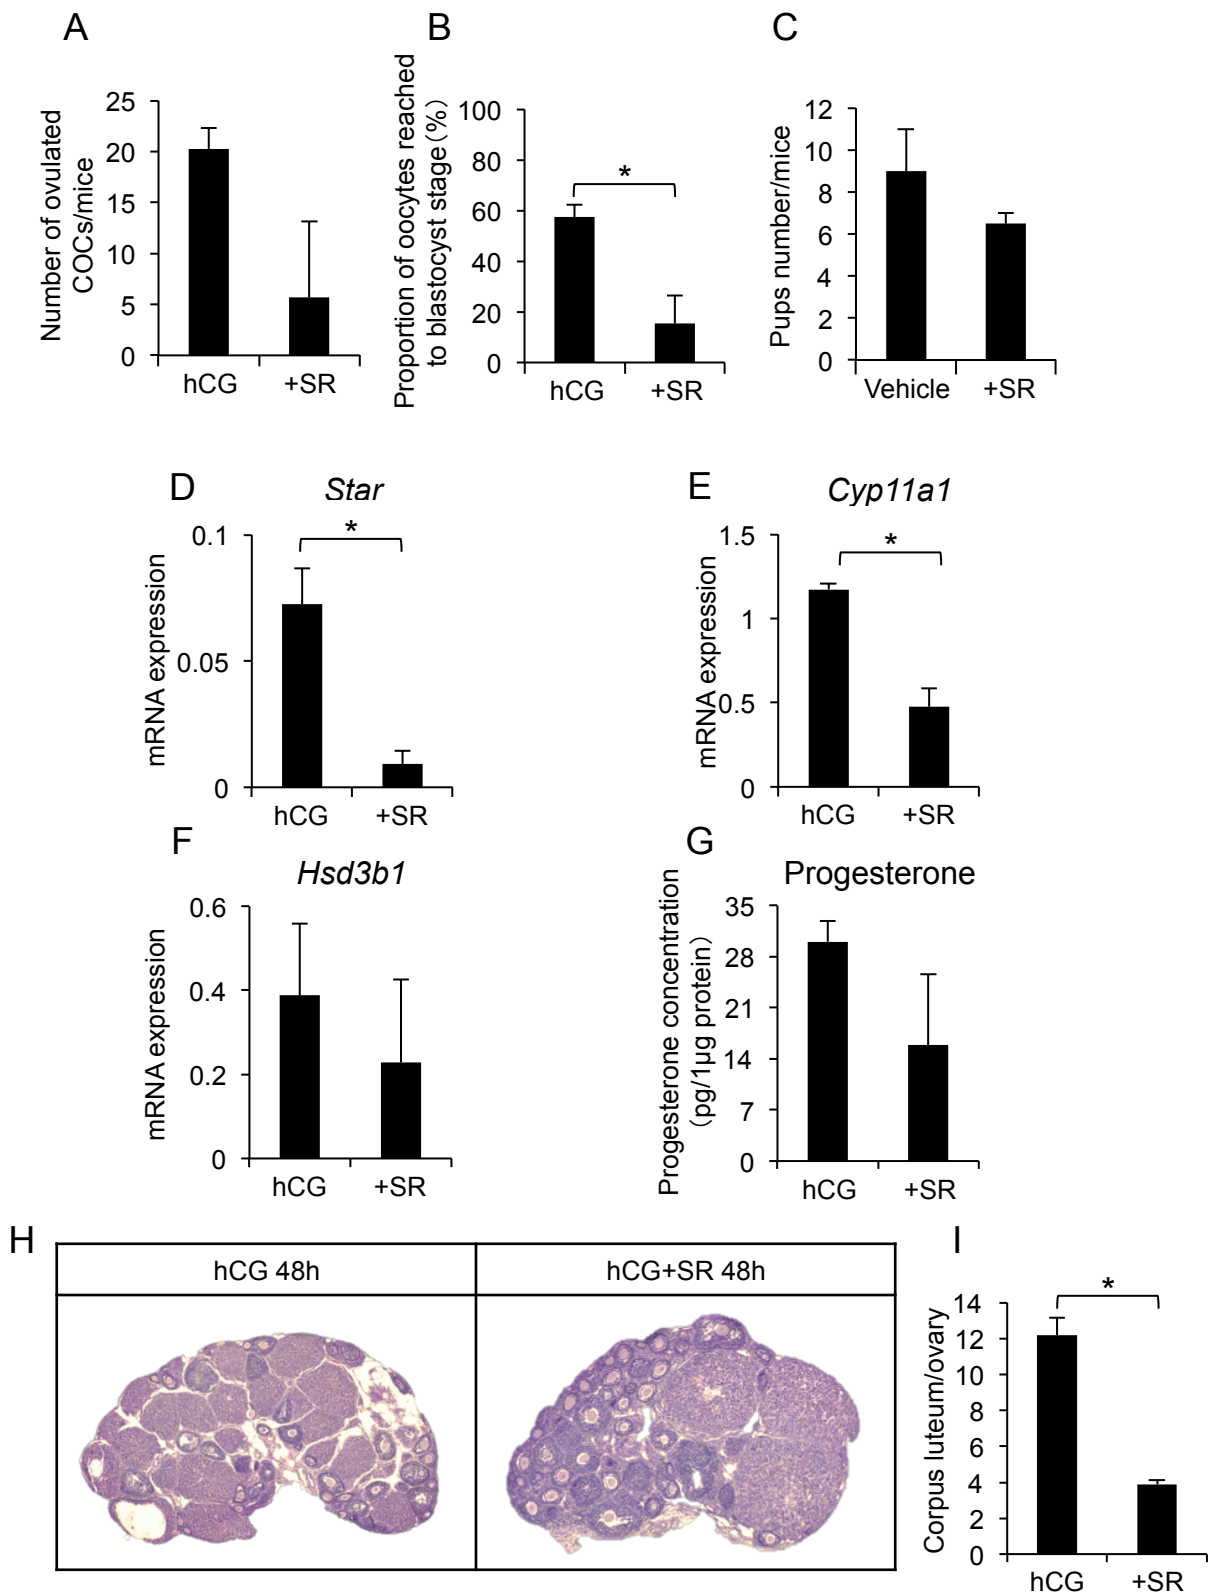 A
Number of ovulated
COCs/mice
25
20
15
10
5
0
hCG
+SR
B
Proportion of oocytes reached
to blastocyst stage（%）
100
80
60
40
20
0
*
hCG
+SR
C
Pups number/mice
12
10
8
6
4
2
0
Vehicle
+SR
D
Star
mRNA expression
0.1
0.05
0
*
hCG
+SR
E
Cyp11a1
mRNA expression
1.5
1
0.5
0
*
hCG
+SR
F
Hsd3b1
mRNA expression
0.6
0.4
0.2
0
hCG
+SR
G
Progesterone
Progesterone concentration
（pg/1μg protein）
35
28
21
14
7
0
hCG
+SR
H
hCG 48h
hCG+SR 48h
I
Corpus luteum/ovary
14
12
10
8
6
4
2
0
*
hCG
+SR